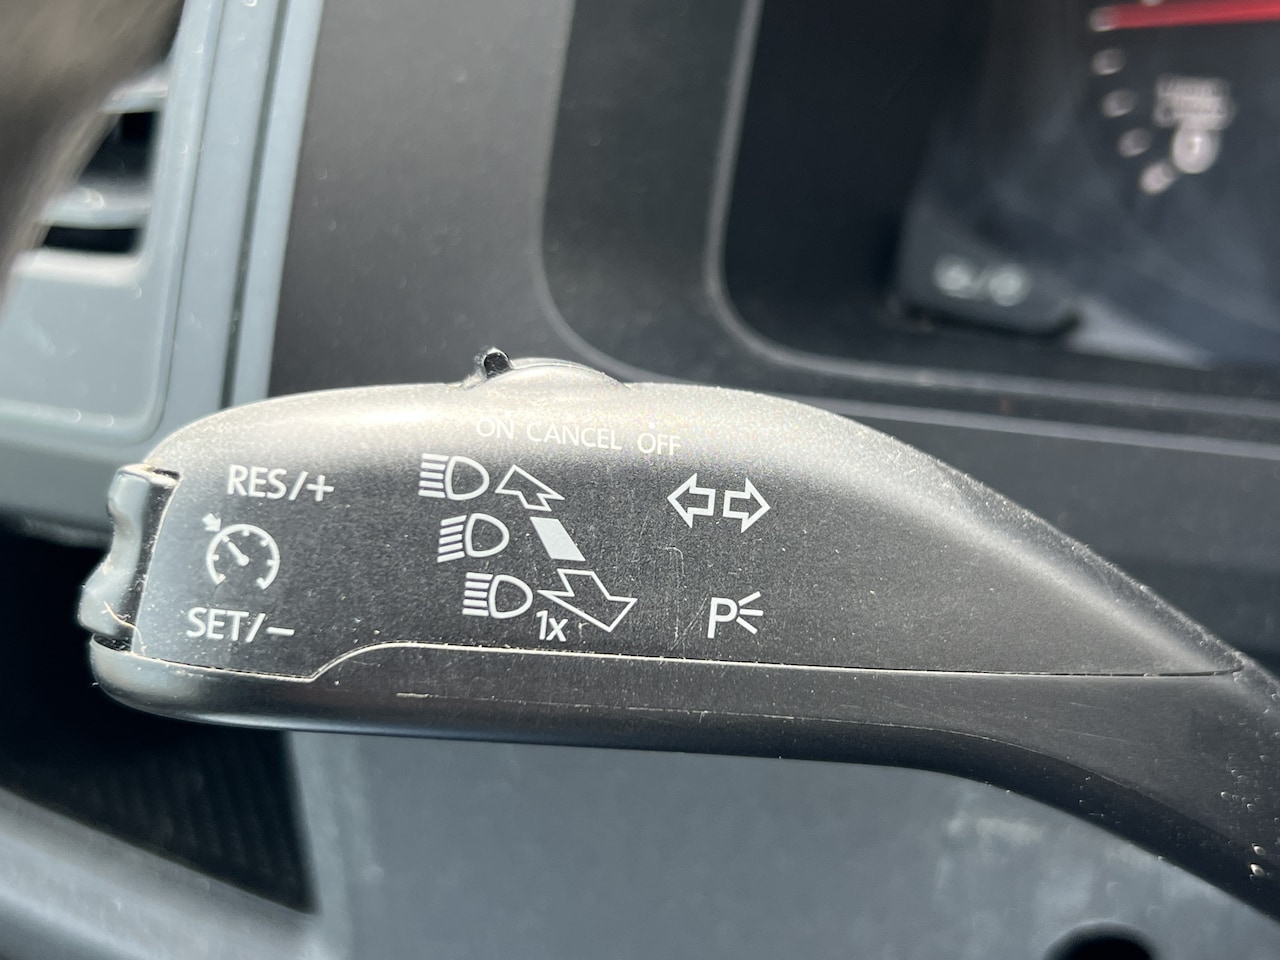 ON CANCEL OFF
RES/+
SET/−
1x
P